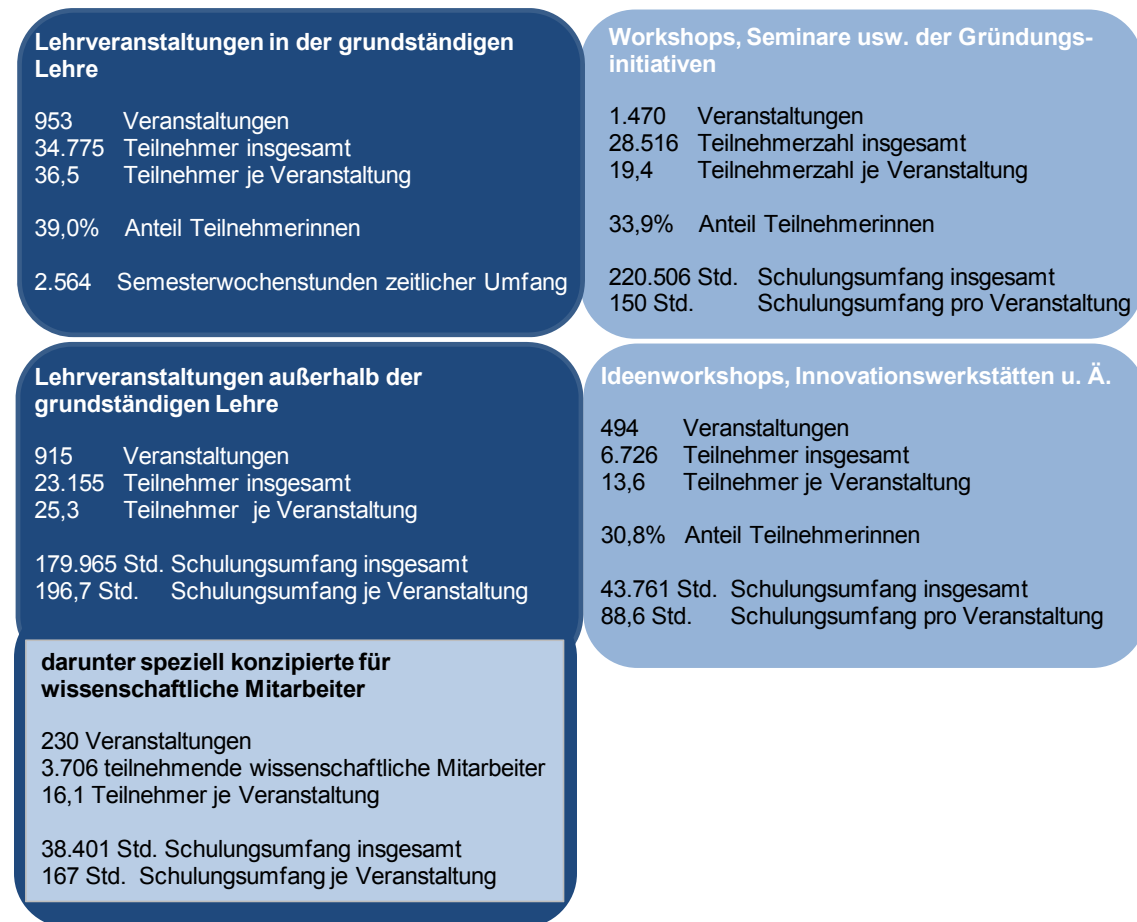 Lehrveranstaltungen in der grundständigen
Lehre
953 Veranstaltungen
34.775 Teilnehmer insgesamt
36,5 Teilnehmer je Veranstaltung
39,0% Anteil Teilnehmerinnen
2.564 Semesterwochenstunden zeitlicher Umfang
Workshops, Seminare usw. der Gründungs-
initiativen
1.470 Veranstaltungen
28.516 Teilnehmerzahl insgesamt
19,4 Teilnehmerzahl je Veranstaltung
33,9% Anteil Teilnehmerinnen
220.506 Std. Schulungsumfang insgesamt
150 Std. Schulungsumfang pro Veranstaltung
Lehrveranstaltungen außerhalb der
grundständigen Lehre
915 Veranstaltungen
23.155 Teilnehmer insgesamt
25,3 Teilnehmer je Veranstaltung
179.965 Std. Schulungsumfang insgesamt
196,7 Std. Schulungsumfang je Veranstaltung
darunter speziell konzipierte für
wissenschaftliche Mitarbeiter
230 Veranstaltungen
3.706 teilnehmende wissenschaftliche Mitarbeiter
16,1 Teilnehmer je Veranstaltung
38.401 Std. Schulungsumfang insgesamt
167 Std. Schulungsumfang je Veranstaltung
Ideenworkshops, Innovationswerkstätten u. Ä.
494 Veranstaltungen
6.726 Teilnehmer insgesamt
13,6 Teilnehmer je Veranstaltung
30,8% Anteil Teilnehmerinnen
43.761 Std. Schulungsumfang insgesamt
88,6 Std. Schulungsumfang pro Veranstaltung